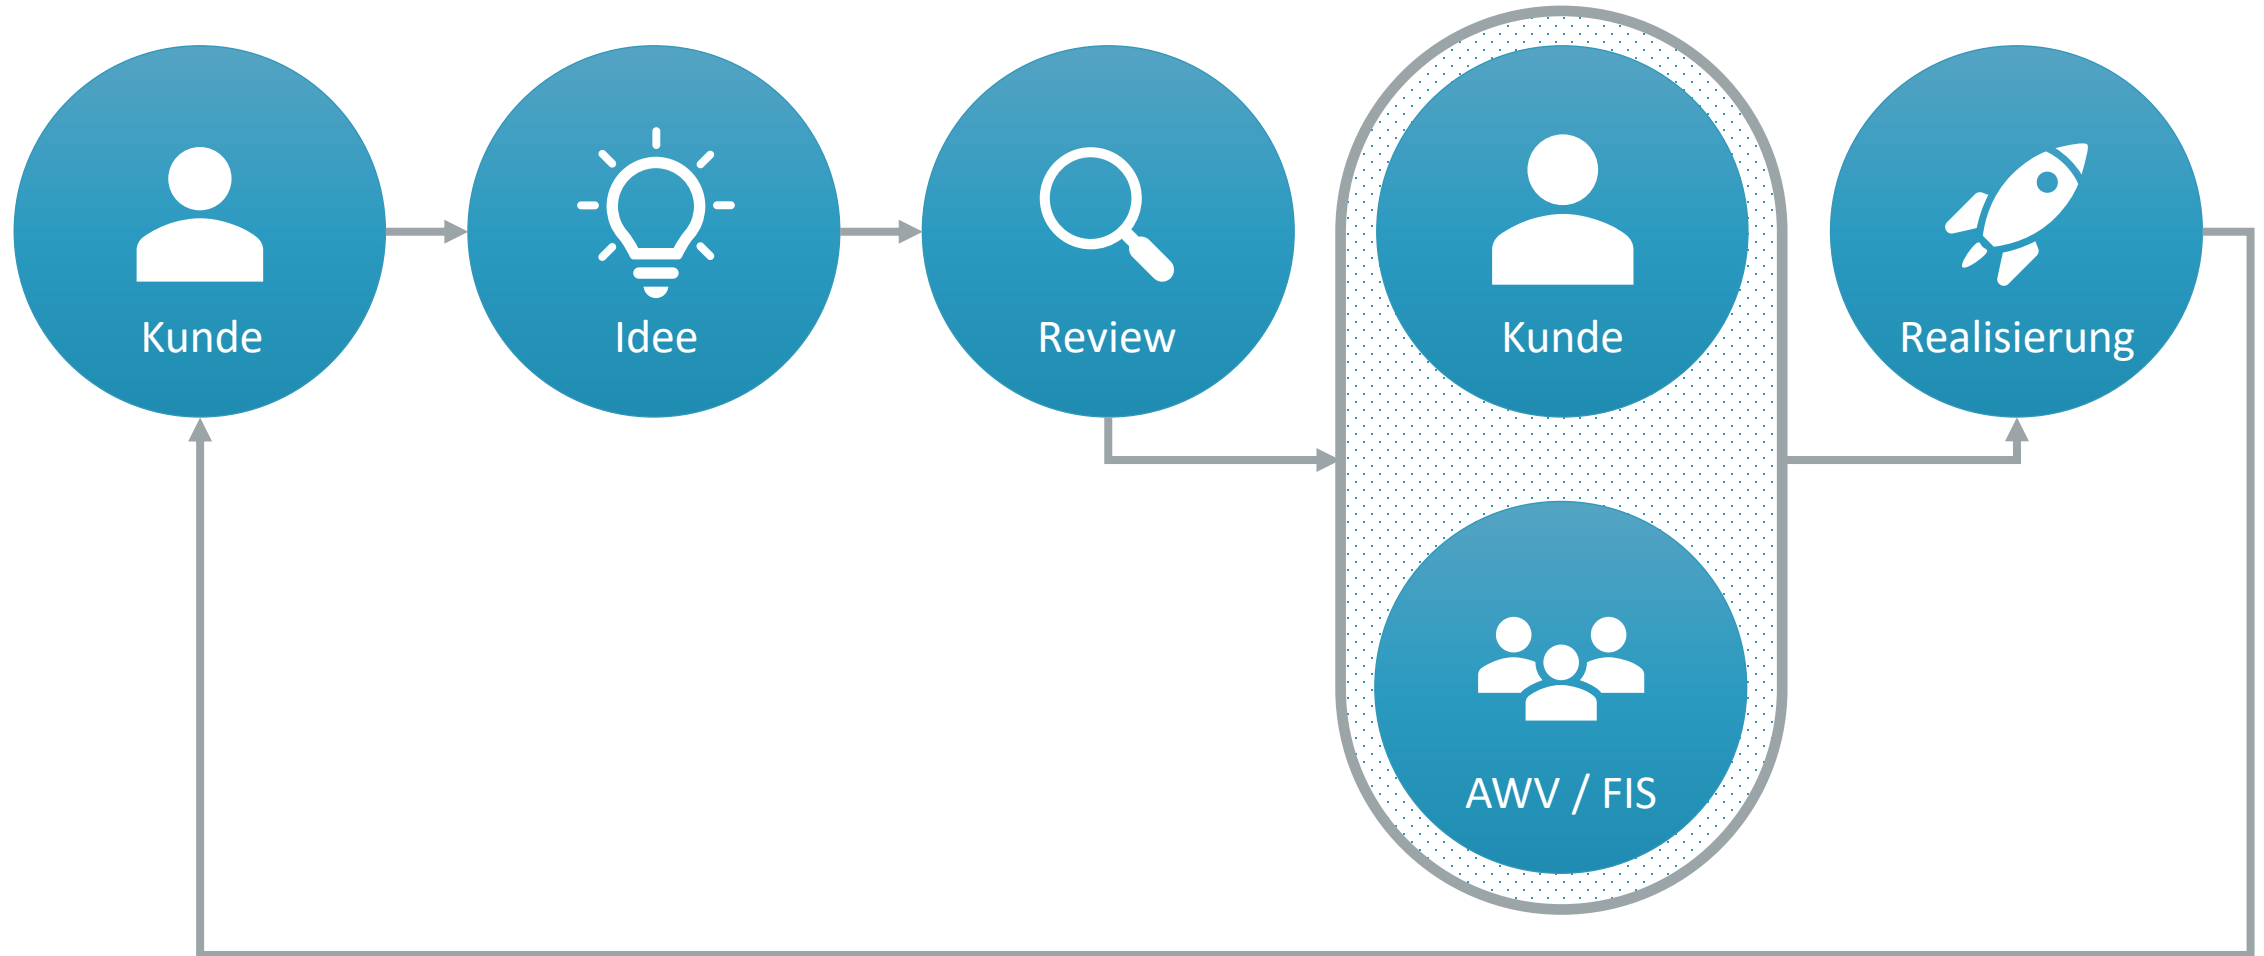 Kunde
Idee
Review
Kunde
Realisierung
AWV / FIS